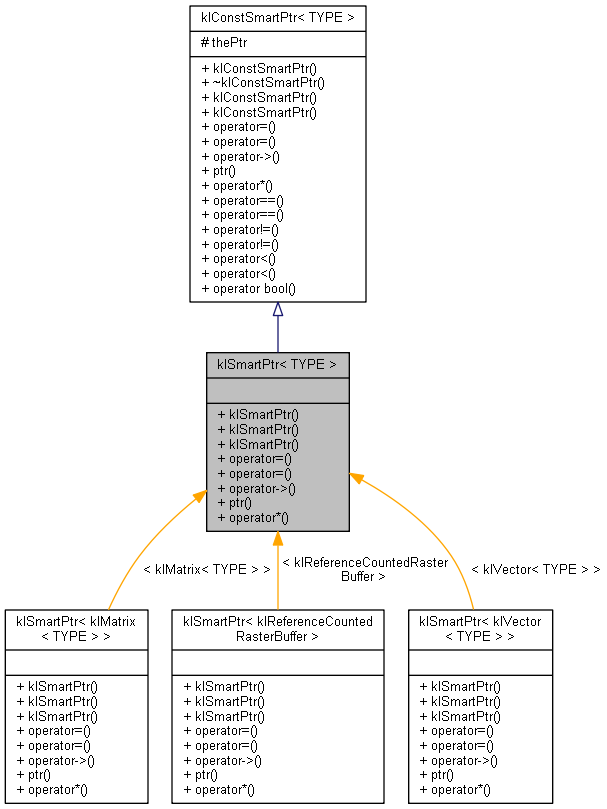 klConstSmartPtr< TYPE >
# thePtr
+ klConstSmartPtr()
+ ~klConstSmartPtr()
+ klConstSmartPtr()
+ klConstSmartPtr()
+ operator=()
+ operator=()
+ operator->()
+ ptr()
+ operator*()
+ operator==()
+ operator==()
+ operator!=()
+ operator!=()
+ operator<()
+ operator<()
+ operator bool()
klSmartPtr< TYPE >
+ klSmartPtr()
+ klSmartPtr()
+ klSmartPtr()
+ operator=()
+ operator=()
+ operator->()
+ ptr()
+ operator*()
< klMatrix< TYPE > >
< klReferenceCountedRaster
Buffer >
< klVector< TYPE > >
klSmartPtr< klMatrix
< TYPE > >
+ klSmartPtr()
+ klSmartPtr()
+ klSmartPtr()
+ operator=()
+ operator=()
+ operator->()
+ ptr()
+ operator*()
klSmartPtr< klReferenceCounted
RasterBuffer >
+ klSmartPtr()
+ klSmartPtr()
+ klSmartPtr()
+ operator=()
+ operator=()
+ operator->()
+ ptr()
+ operator*()
klSmartPtr< klVector
< TYPE > >
+ klSmartPtr()
+ klSmartPtr()
+ klSmartPtr()
+ operator=()
+ operator=()
+ operator->()
+ ptr()
+ operator*()